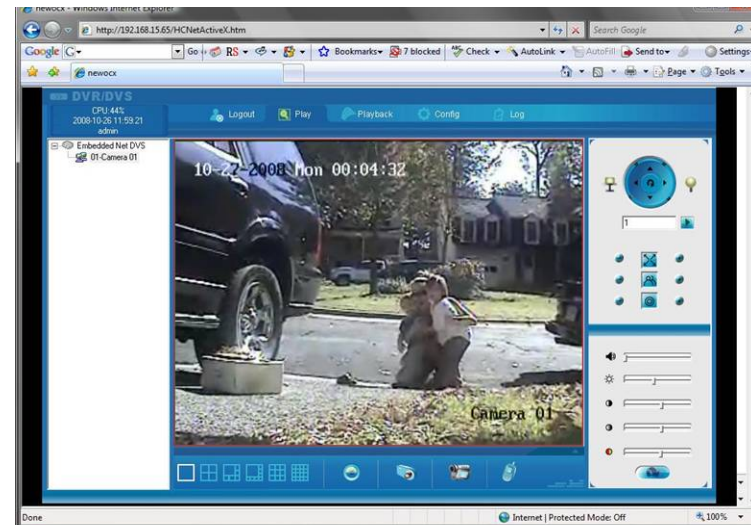 newocx - Windows Internet Explorer
http://192.168.15.65/HCNetActiveX.htm
Search Google
Google
Go
RS
Bookmarks
7 blocked
Check
AutoLink
AutoFill
Send to
Settings
newocx
Page
Tools
DVR/DVS
CPU:44%
2008-10-26 11:59:21
admin
Logout
Play
Playback
Config
Log
Embedded Net DVS
01-Camera 01
10-27-2008 Mon 00:04:32
1
Camera 01
Done
Internet | Protected Mode: Off
100%